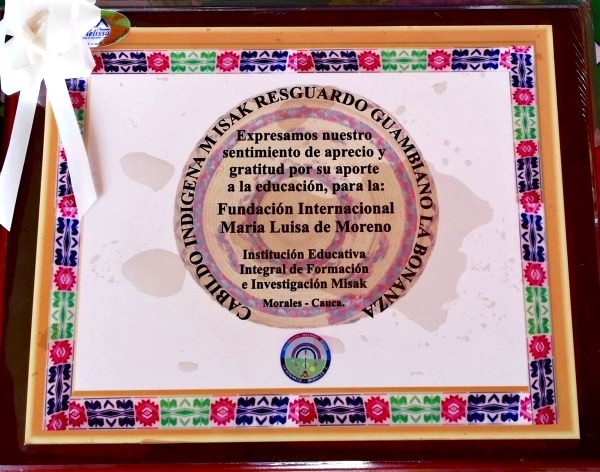 CABILDO INDIGENA MISAK RESGUARDO GUAMBIANO LA BONANZA
Expresamos nuestro
sentimiento de aprecio y
gratitud por su aporte
a la educación, para la:
Fundación Internacional
Maria Luisa de Moreno
Institución Educativa
Integral de Formación
e Investigación Misak
Morales - Cauca.